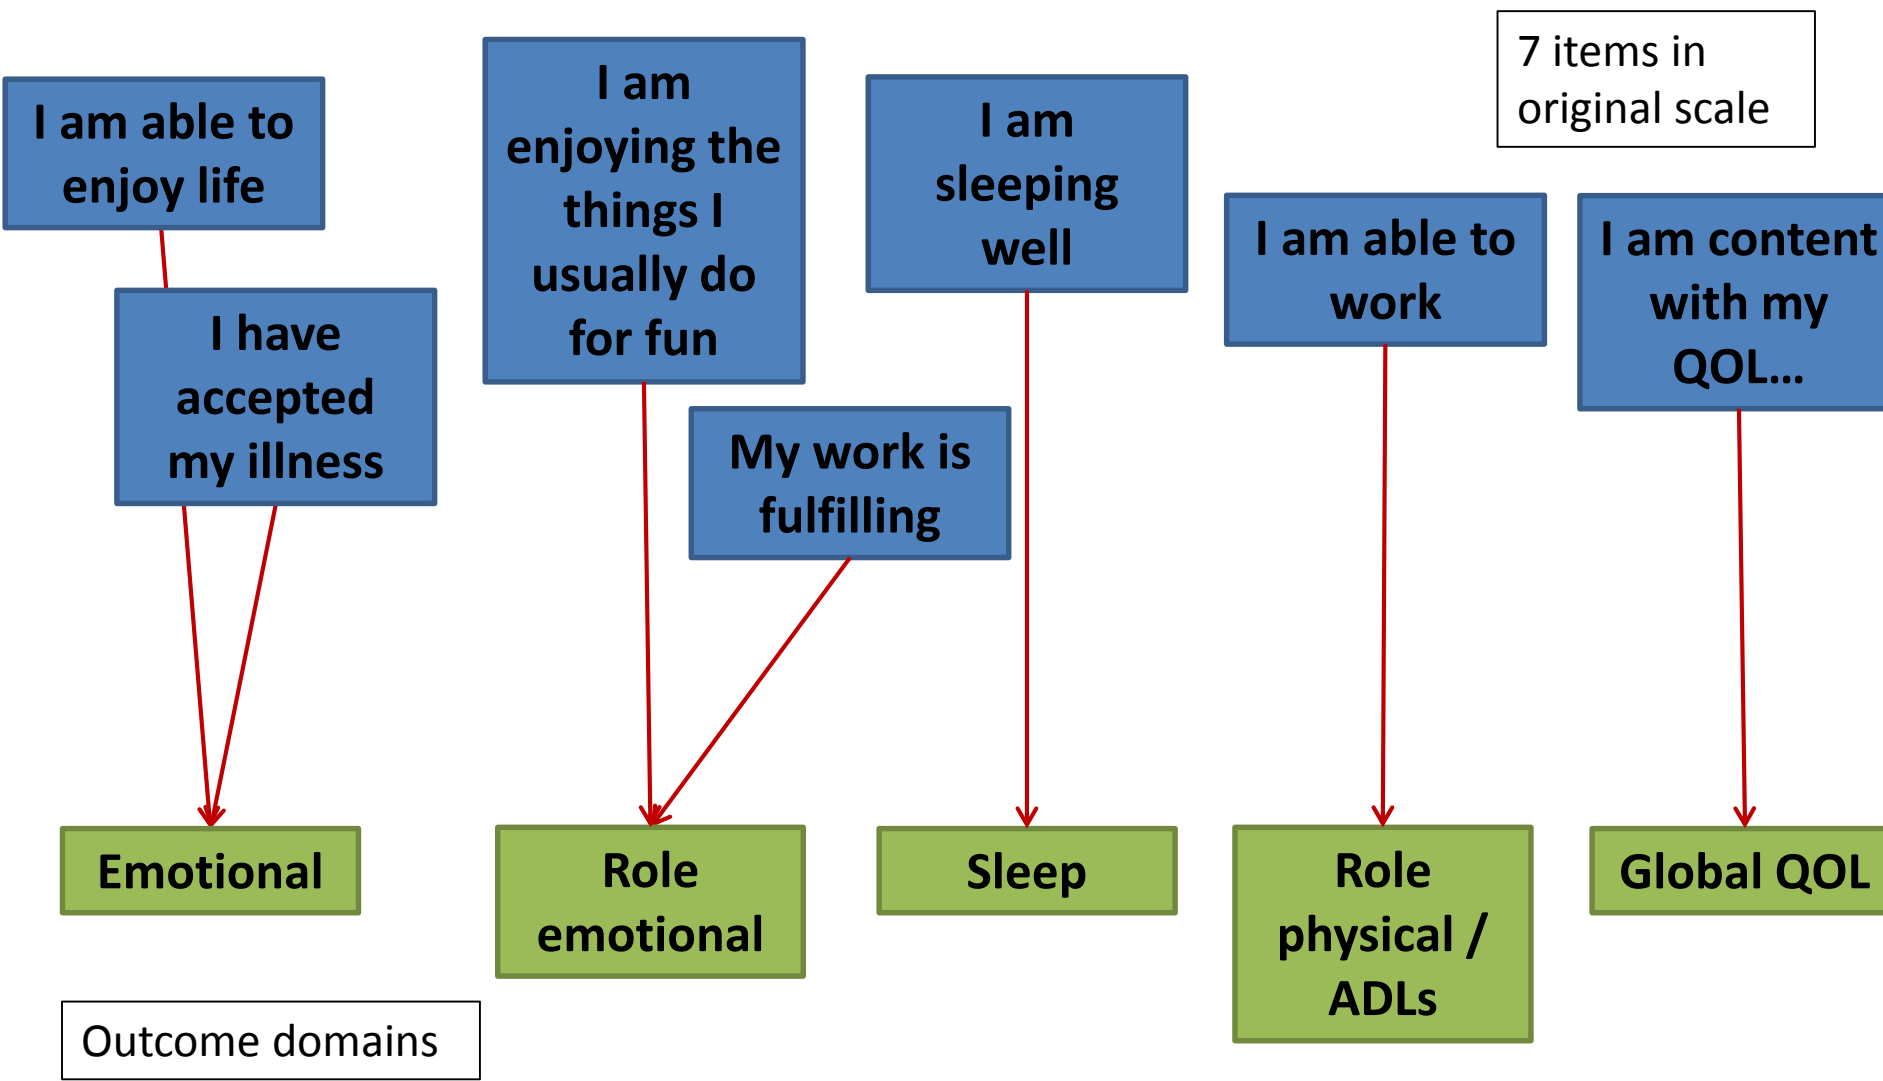 7 items in
original scale
I am able to
enjoy life
I have
accepted
my illness
I am
enjoying the
things I
usually do
for fun
My work is
fulfilling
I am
sleeping
well
I am able to
work
I am content
with my
QOL...
Emotional
Role
emotional
Sleep
Role
physical /
ADLs
Global QOL
Outcome domains